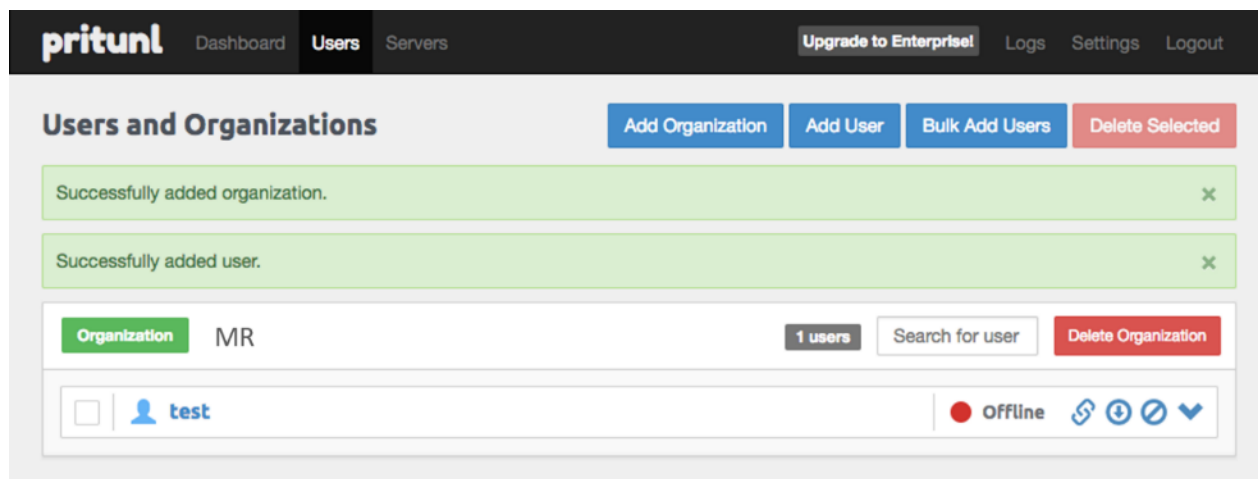 pritunl Dashboard Users Servers Upgrade to Enterprise! Logs Settings Logout
Users and Organizations Add Organization Add User Bulk Add Users Delete Selected
Successfully added organization. ×
Successfully added user. ×
Organization MR 1 users Search for user Delete Organization
test Offline